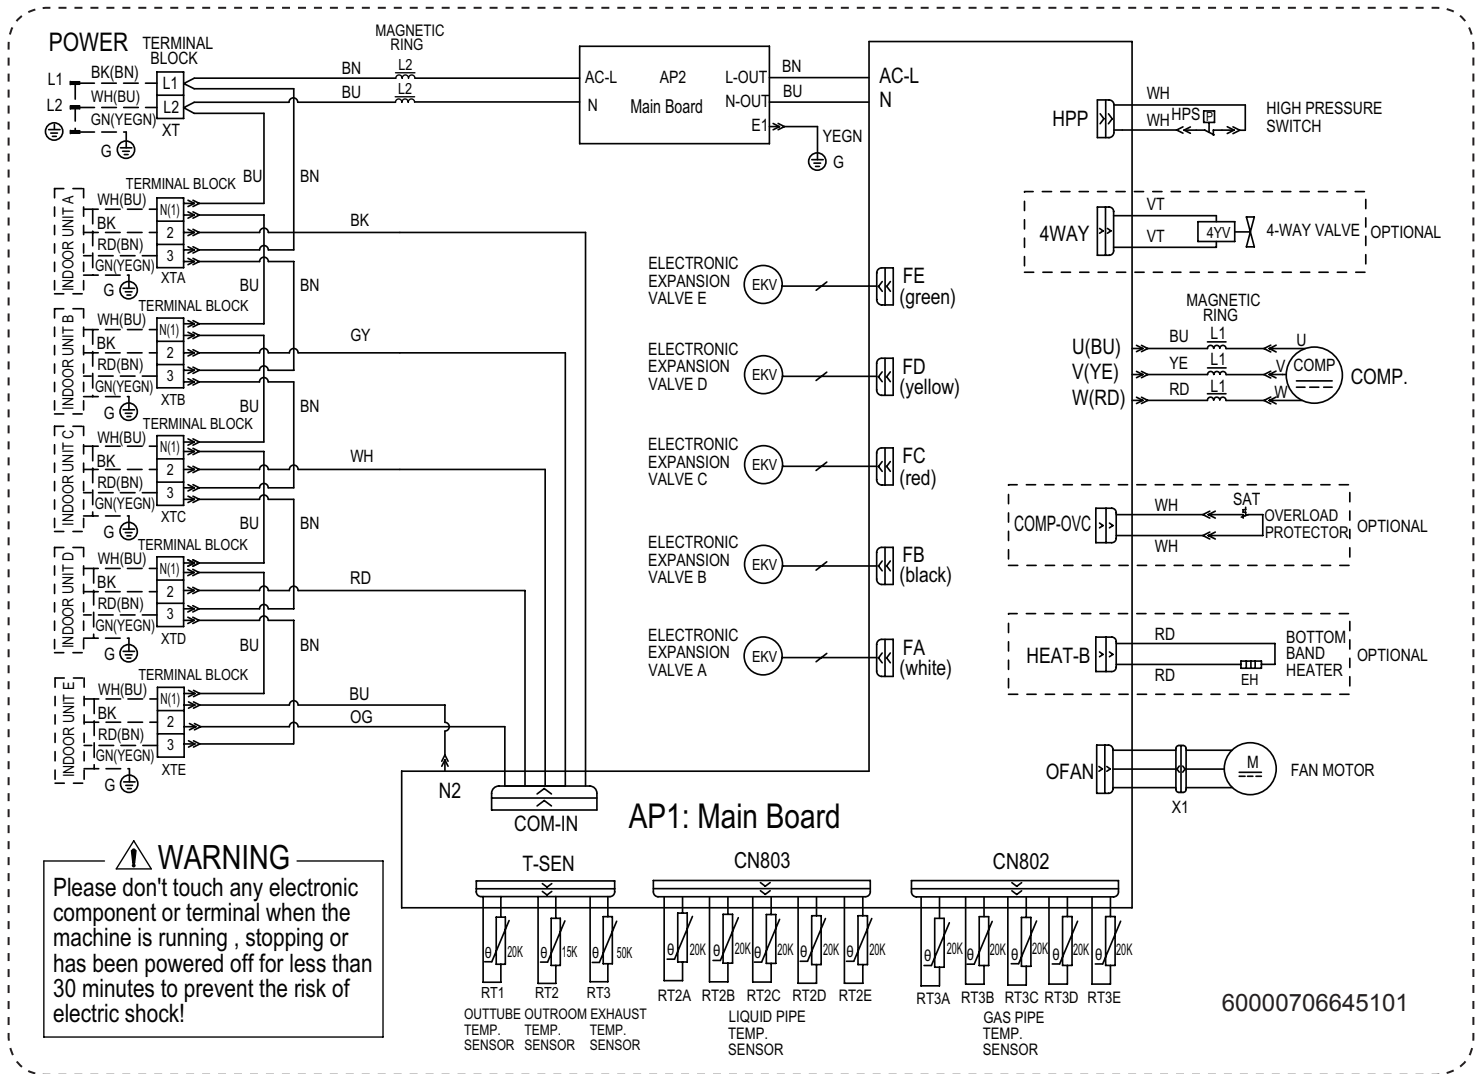 POWER
TERMINAL
BLOCK
L1
BK(BN)
L1
L2
WH(BU)
L2
GN(YEGN)
XT
G
MAGNETIC
RING
BN
L2
BU
L2
AC-L
AP2
L-OUT
N
Main Board
N-OUT
E1
BN
BU
YEGN
G
AC-L
N
BU
BN
INDOOR UNIT A
TERMINAL BLOCK
WH(BU)
N(1)
BK
2
RD(BN)
3
GN(YEGN)
XTA
G
BK
BU
BN
INDOOR UNIT B
TERMINAL BLOCK
WH(BU)
N(1)
BK
2
RD(BN)
3
GN(YEGN)
XTB
G
GY
BU
BN
INDOOR UNIT C
TERMINAL BLOCK
WH(BU)
N(1)
BK
2
RD(BN)
3
GN(YEGN)
XTC
G
WH
BU
BN
INDOOR UNIT D
TERMINAL BLOCK
WH(BU)
N(1)
BK
2
RD(BN)
3
GN(YEGN)
XTD
G
RD
BU
BN
INDOOR UNIT E
TERMINAL BLOCK
WH(BU)
N(1)
BK
2
RD(BN)
3
GN(YEGN)
XTE
G
BU
OG
N2
COM-IN
AP1: Main Board
ELECTRONIC
EXPANSION
VALVE E
EKV
FE
(green)
ELECTRONIC
EXPANSION
VALVE D
EKV
FD
(yellow)
ELECTRONIC
EXPANSION
VALVE C
EKV
FC
(red)
ELECTRONIC
EXPANSION
VALVE B
EKV
FB
(black)
ELECTRONIC
EXPANSION
VALVE A
EKV
FA
(white)
HPP
WH
WH
HPS
P
HIGH PRESSURE
SWITCH
4WAY
VT
VT
4YV
4-WAY VALVE
OPTIONAL
MAGNETIC
RING
U(BU)
BU
L1
U
V(YE)
YE
L1
V
W(RD)
RD
L1
W
COMP
COMP.
COMP-OVC
WH
WH
SAT
OVERLOAD
PROTECTOR
OPTIONAL
HEAT-B
RD
RD
EH
BOTTOM
BAND
HEATER
OPTIONAL
OFAN
X1
M
FAN MOTOR
T-SEN
CN803
CN802
θ 20K
θ 15K
θ 50K
θ 20K
θ 20K
θ 20K
θ 20K
θ 20K
θ 20K
θ 20K
θ 20K
θ 20K
θ 20K
RT1
RT2
RT3
RT2A
RT2B
RT2C
RT2D
RT2E
RT3A
RT3B
RT3C
RT3D
RT3E
OUTTUBE
TEMP.
SENSOR
OUTROOM
TEMP.
SENSOR
EXHAUST
TEMP.
SENSOR
LIQUID PIPE
TEMP.
SENSOR
GAS PIPE
TEMP.
SENSOR
WARNING
Please don't touch any electronic
component or terminal when the
machine is running , stopping or
has been powered off for less than
30 minutes to prevent the risk of
electric shock!
60000706645101